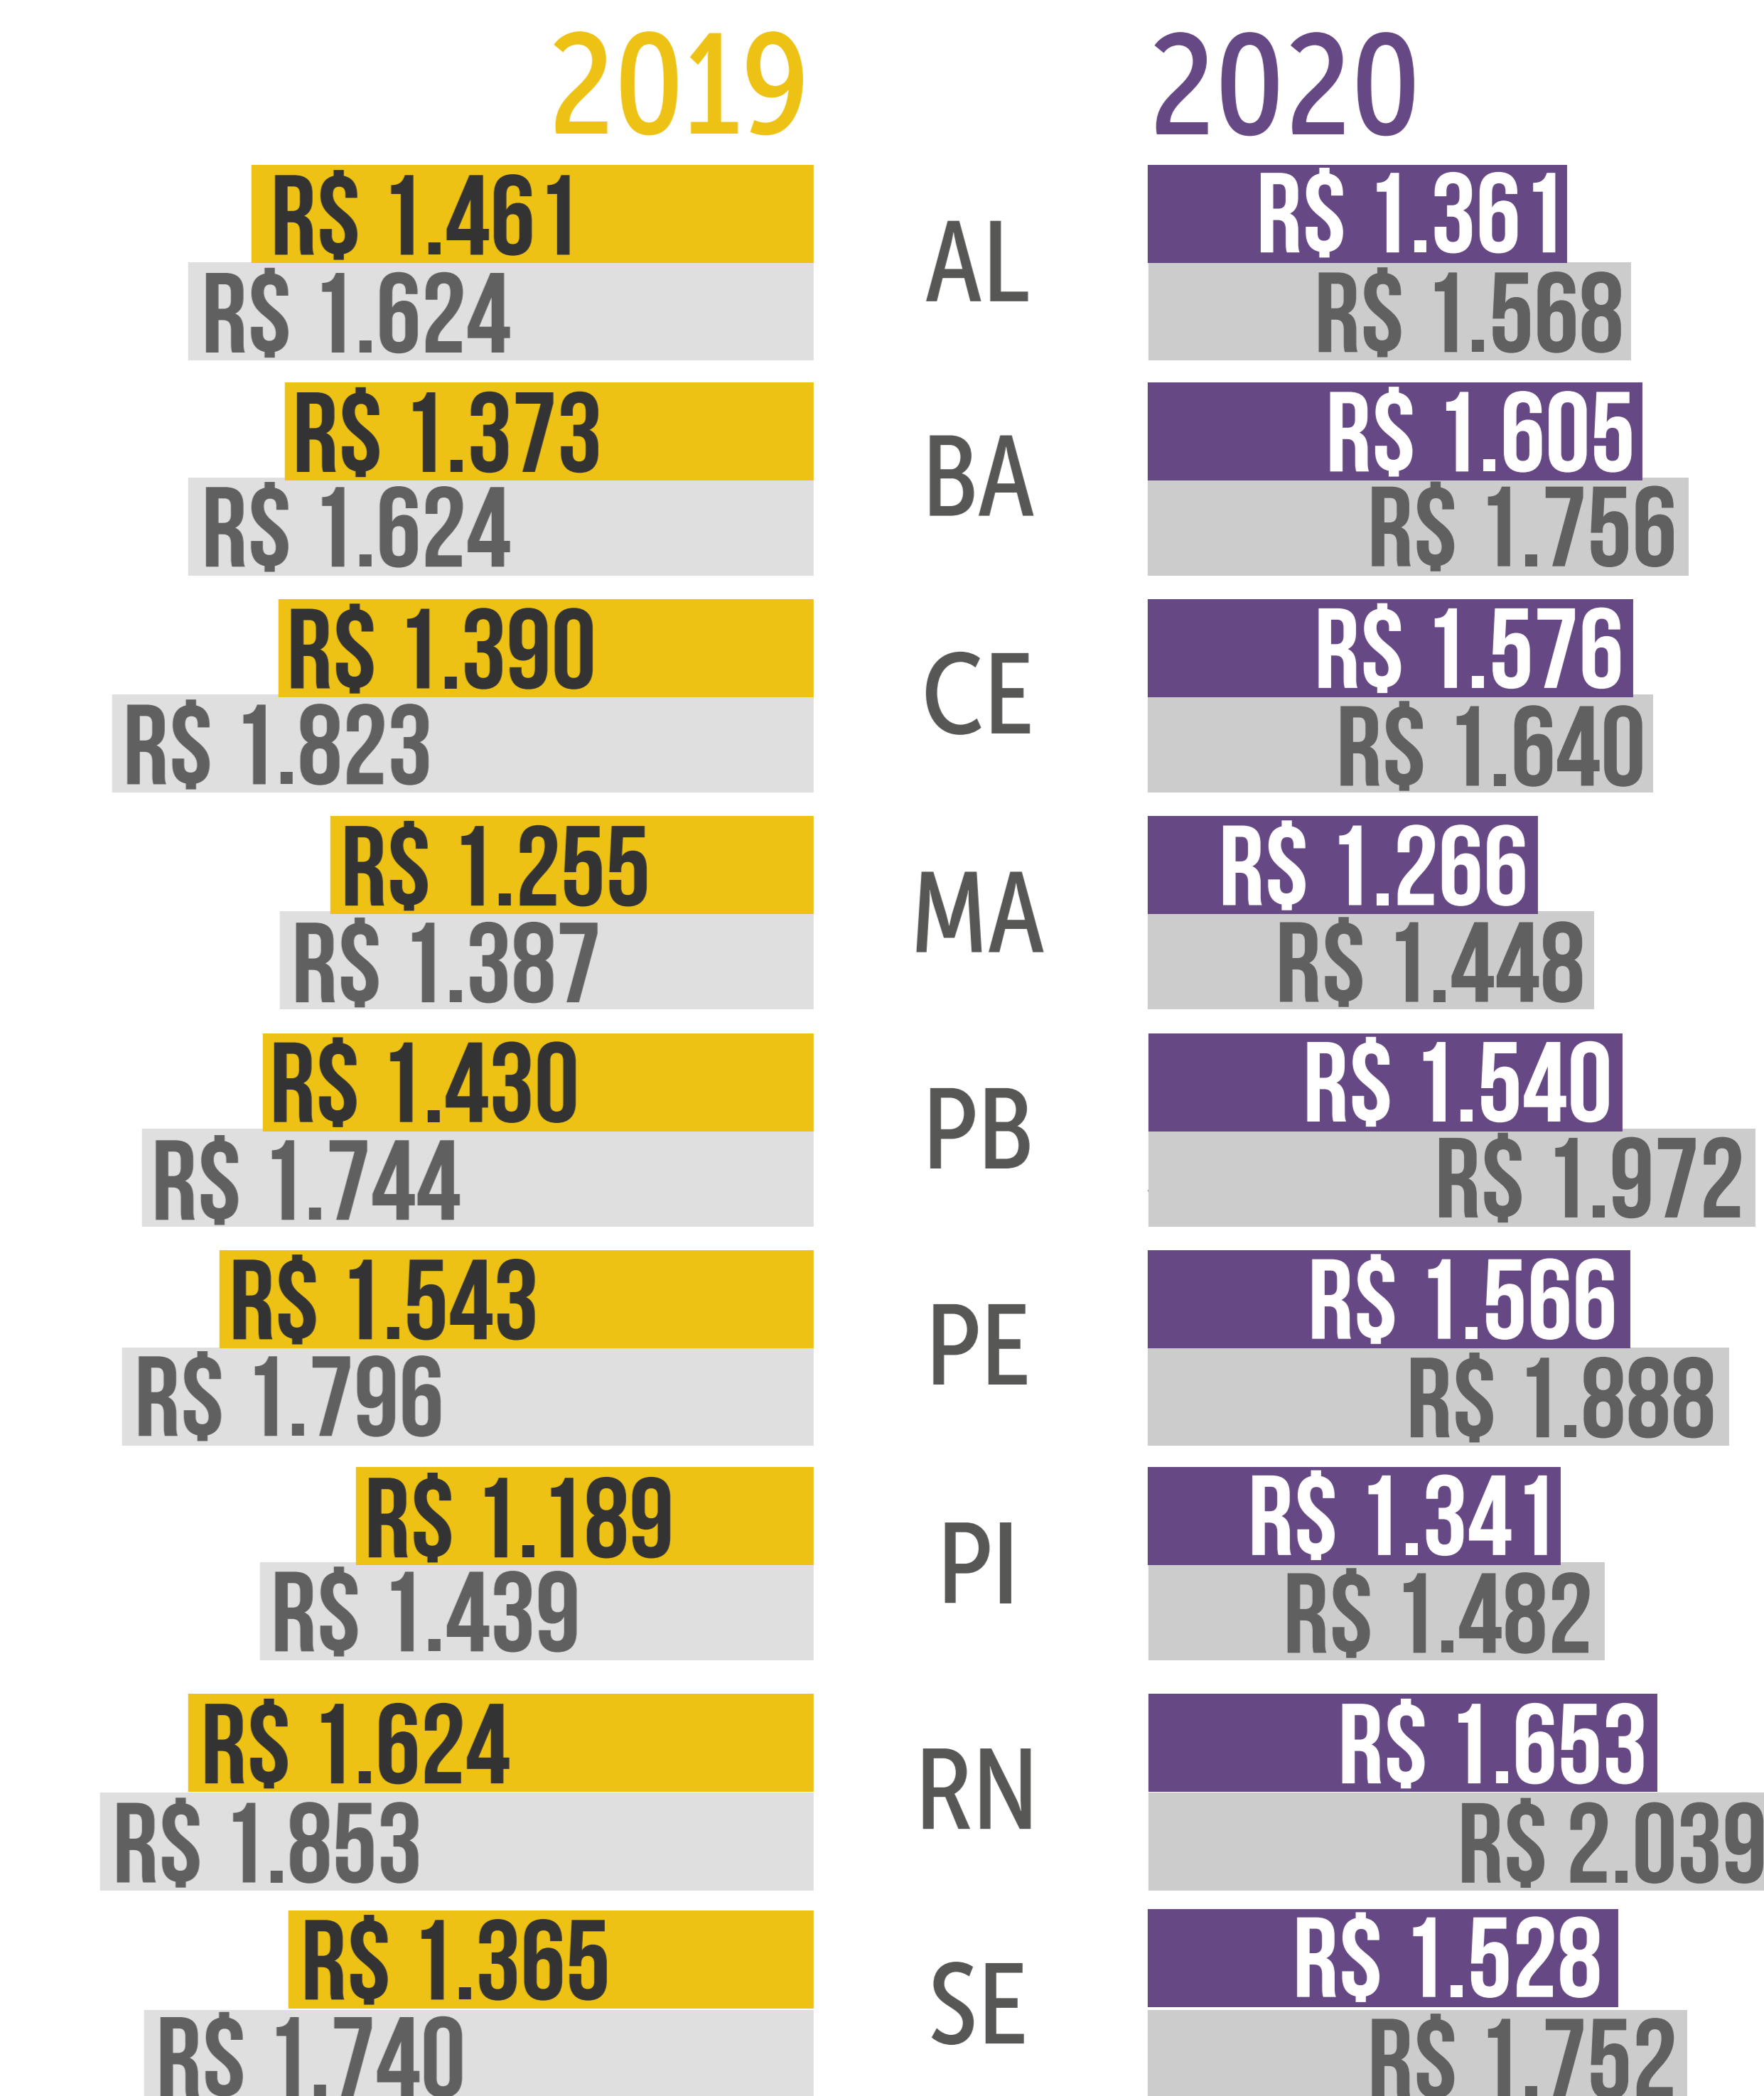 2019 2020
R$ 1.461 R$ 1.361
AL
R$ 1.624 R$ 1.568
R$ 1.373 R$ 1.605
BA
R$ 1.624 R$ 1.756
R$ 1.390 R$ 1.576
CE
R$ 1.823 R$ 1.640
R$ 1.255 R$ 1.266
MA
R$ 1.387 R$ 1.448
R$ 1.430 R$ 1.540
PB
R$ 1.744 R$ 1.972
R$ 1.543 R$ 1.566
PE
R$ 1.796 R$ 1.888
R$ 1.189 R$ 1.341
PI
R$ 1.439 R$ 1.482
R$ 1.624 R$ 1.653
RN
R$ 1.853 R$ 2.039
R$ 1.365 R$ 1.528
SE
R$ 1.740 R$ 1.752